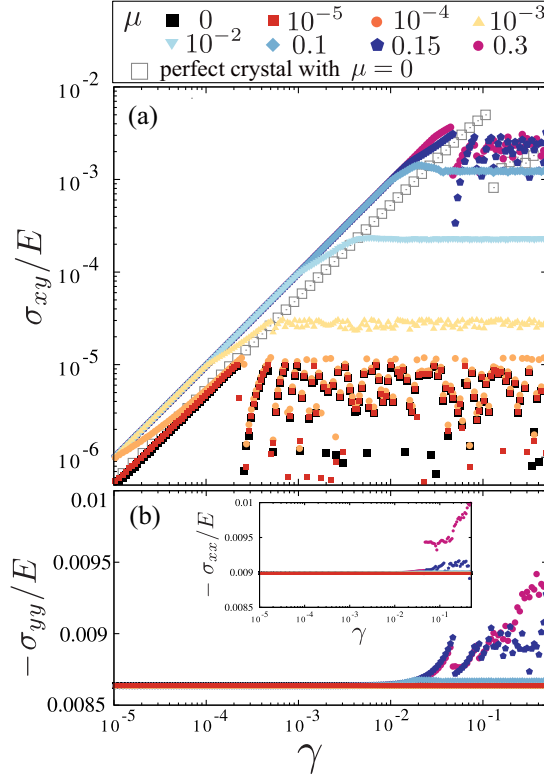 μ 0 10⁻⁵ 10⁻⁴ 10⁻³
10⁻² 0.1 0.15 0.3
perfect crystal with μ = 0
10⁻²
(a)
10⁻³
10⁻⁴
10⁻⁵
10⁻⁶
σxy/E
0.01
(b)
0.0095
0.009
0.0085
−σyy/E
0.01
0.0095
0.009
0.0085
−σxx/E
10⁻⁵ 10⁻⁴ 10⁻³ 10⁻² 10⁻¹
γ
10⁻⁵ 10⁻⁴ 10⁻³ 10⁻² 10⁻¹
γ